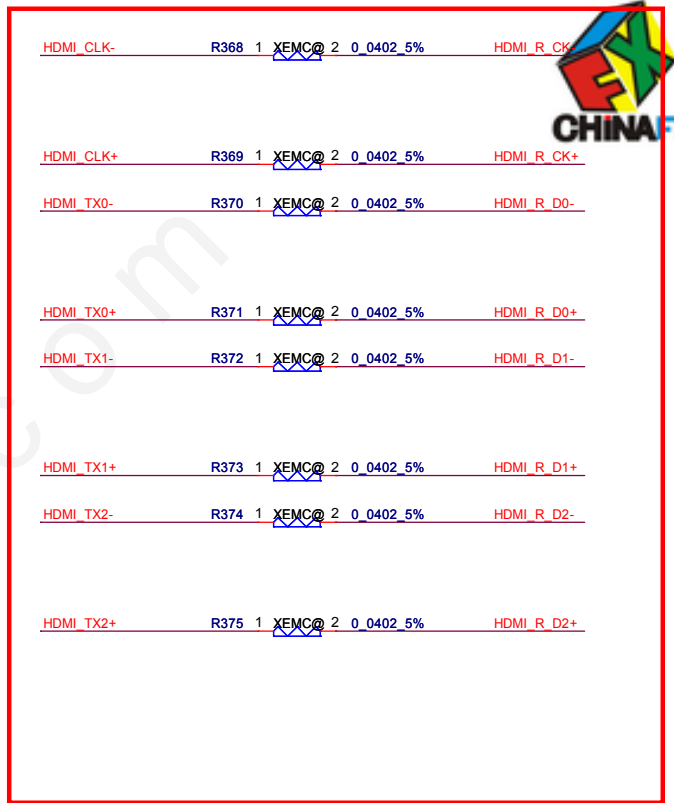 HDMI_CLK- R368 1 XEMC@ 2 0_0402_5% HDMI_R_CK-
CHiNAF
HDMI_CLK+ R369 1 XEMC@ 2 0_0402_5% HDMI_R_CK+
HDMI_TX0- R370 1 XEMC@ 2 0_0402_5% HDMI_R_D0-
HDMI_TX0+ R371 1 XEMC@ 2 0_0402_5% HDMI_R_D0+
HDMI_TX1- R372 1 XEMC@ 2 0_0402_5% HDMI_R_D1-
HDMI_TX1+ R373 1 XEMC@ 2 0_0402_5% HDMI_R_D1+
HDMI_TX2- R374 1 XEMC@ 2 0_0402_5% HDMI_R_D2-
HDMI_TX2+ R375 1 XEMC@ 2 0_0402_5% HDMI_R_D2+
com